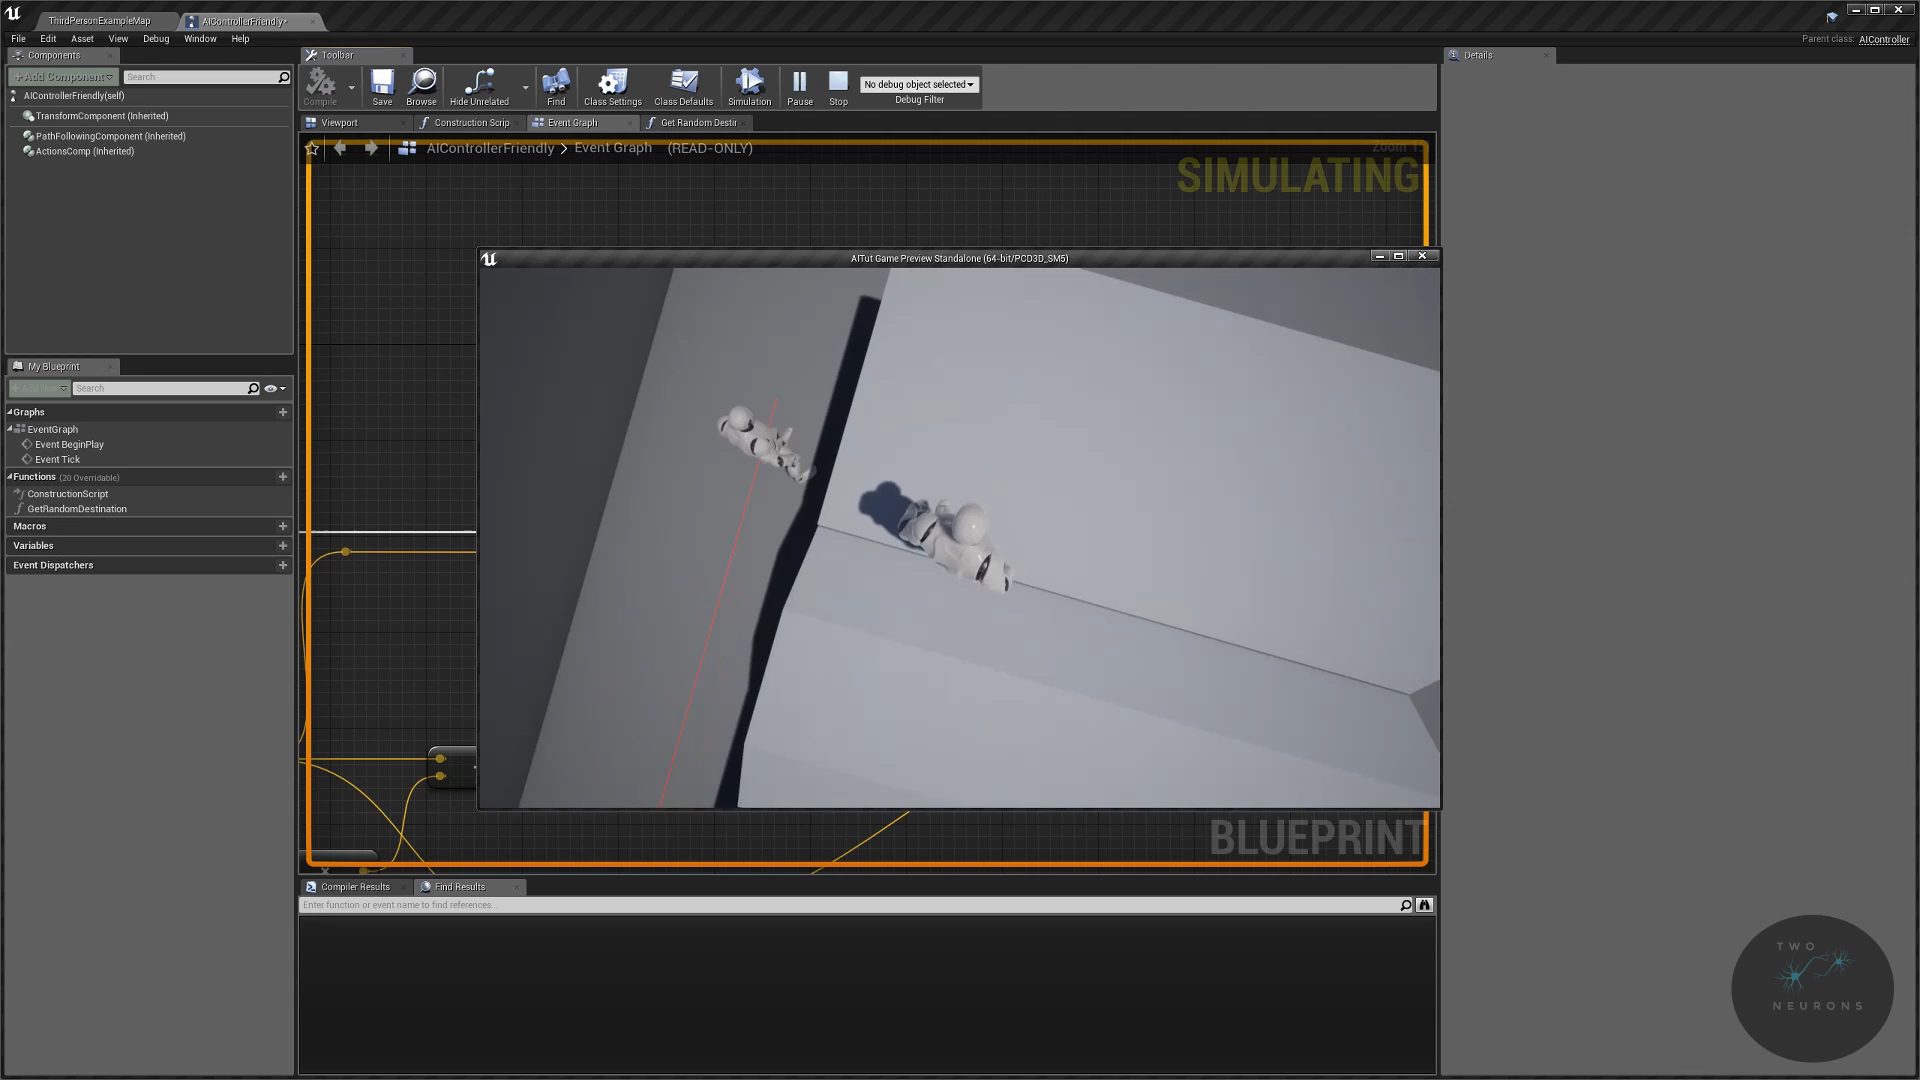 ThirdPersonExampleMap
AIControllerFriendly*
File Edit Asset View Debug Window Help
Parent class: AIController
Components
Toolbar
Details
+Add Component
Search
AIControllerFriendly(self)
TransformComponent (Inherited)
PathFollowingComponent (Inherited)
ActionsComp (Inherited)
Compile
Save
Browse
Hide Unrelated
Find
Class Settings
Class Defaults
Simulation
Pause
Stop
No debug object selected
Debug Filter
Viewport
Construction Scrip
Event Graph
Get Random Destir
AIControllerFriendly > Event Graph (READ-ONLY)
SIMULATING
AITut Game Preview Standalone (64-bit/PCD3D_SM5)
My Blueprint
Search
Graphs
EventGraph
Event BeginPlay
Event Tick
Functions (20 Overridable)
ConstructionScript
GetRandomDestination
Macros
Variables
Event Dispatchers
BLUEPRINT
Compiler Results
Find Results
Enter function or event name to find references...
TWO
NEURONS